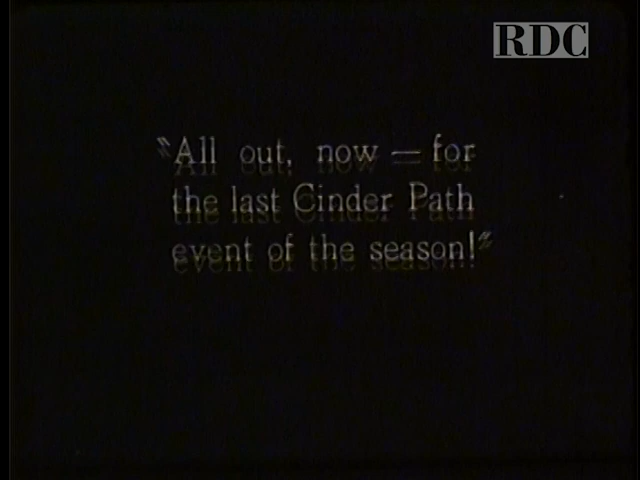 RDC
"All out, now — for
the last Cinder Path
event of the season!"